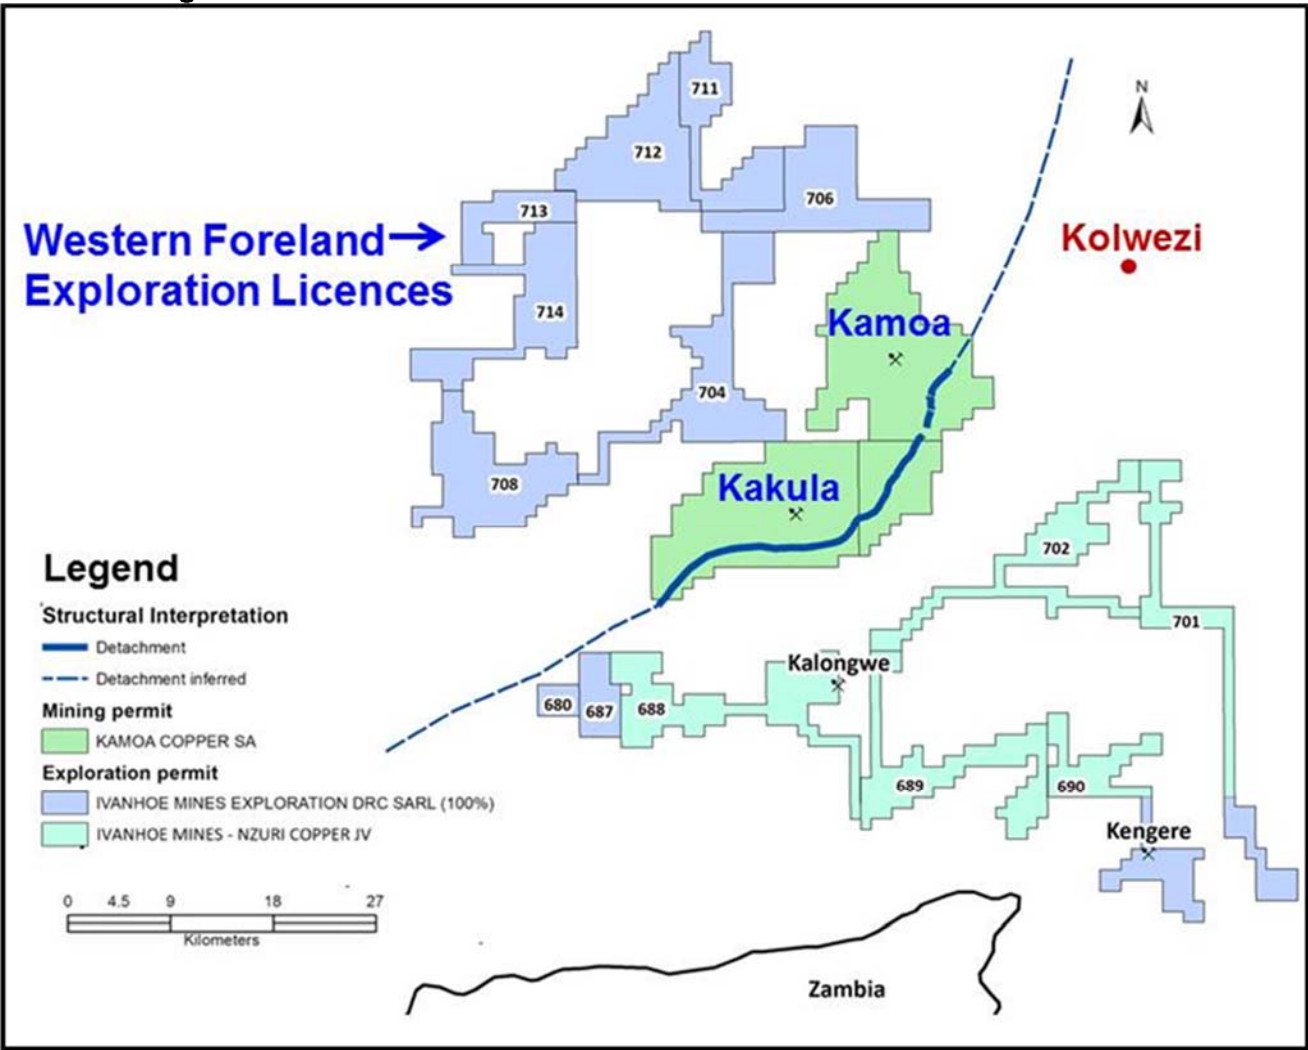 711
712
N
706
713
Western Foreland
Exploration Licences
Kolwezi
714
Kamoa
704
708
Kakula
702
701
Kalongwe
680
687
688
689
690
Kengere
Legend
Structural Interpretation
Detachment
Detachment inferred
Mining permit
KAMOA COPPER SA
Exploration permit
IVANHOE MINES EXPLORATION DRC SARL (100%)
IVANHOE MINES - NZURI COPPER JV
0 4.5 9 18 27
Kilometers
Zambia